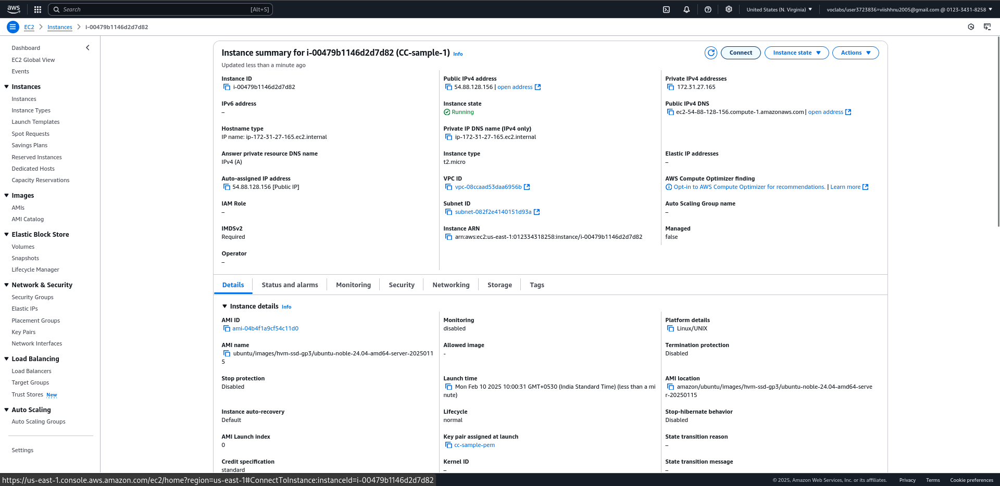 aws
Search
[Alt+S]
United States (N. Virginia)
voclabs/user3723836=viishhnu2005@gmail.com @ 0123-3431-8258
EC2
Instances
i-00479b1146d2d7d82
Dashboard
EC2 Global View
Events
Instances
Instances
Instance Types
Launch Templates
Spot Requests
Savings Plans
Reserved Instances
Dedicated Hosts
Capacity Reservations
Images
AMIs
AMI Catalog
Elastic Block Store
Volumes
Snapshots
Lifecycle Manager
Network & Security
Security Groups
Elastic IPs
Placement Groups
Key Pairs
Network Interfaces
Load Balancing
Load Balancers
Target Groups
Trust Stores New
Auto Scaling
Auto Scaling Groups
Settings
Instance summary for i-00479b1146d2d7d82 (CC-sample-1) Info
Updated less than a minute ago
Connect
Instance state
Actions
Instance ID
i-00479b1146d2d7d82
Public IPv4 address
54.88.128.156 | open address
Private IPv4 addresses
172.31.27.165
IPv6 address
–
Instance state
Running
Public IPv4 DNS
ec2-54-88-128-156.compute-1.amazonaws.com | open address
Hostname type
IP name: ip-172-31-27-165.ec2.internal
Private IP DNS name (IPv4 only)
ip-172-31-27-165.ec2.internal
Answer private resource DNS name
IPv4 (A)
Instance type
t2.micro
Elastic IP addresses
–
Auto-assigned IP address
54.88.128.156 [Public IP]
VPC ID
vpc-08ccaad53daa6956b
AWS Compute Optimizer finding
Opt-in to AWS Compute Optimizer for recommendations. | Learn more
IAM Role
–
Subnet ID
subnet-082f2e4140151d93a
Auto Scaling Group name
–
IMDSv2
Required
Instance ARN
arn:aws:ec2:us-east-1:012334318258:instance/i-00479b1146d2d7d82
Managed
false
Operator
–
Details
Status and alarms
Monitoring
Security
Networking
Storage
Tags
Instance details Info
AMI ID
ami-04b4f1a9cf54c11d0
Monitoring
disabled
Platform details
Linux/UNIX
AMI name
ubuntu/images/hvm-ssd-gp3/ubuntu-noble-24.04-amd64-server-2025011
5
Allowed image
-
Termination protection
Disabled
Stop protection
Disabled
Launch time
Mon Feb 10 2025 10:00:31 GMT+0530 (India Standard Time) (less than a mi
nute)
AMI location
amazon/ubuntu/images/hvm-ssd-gp3/ubuntu-noble-24.04-amd64-serve
r-20250115
Instance auto-recovery
Default
Lifecycle
normal
Stop-hibernate behavior
Disabled
AMI Launch index
0
Key pair assigned at launch
cc-sample-pem
State transition reason
–
Credit specification
standard
Kernel ID
–
State transition message
–
https://us-east-1.console.aws.amazon.com/ec2/home?region=us-east-1#ConnectToInstance:instanceId=i-00479b1146d2d7d82
© 2025, Amazon Web Services, Inc. or its affiliates.
Privacy
Terms
Cookie preferences